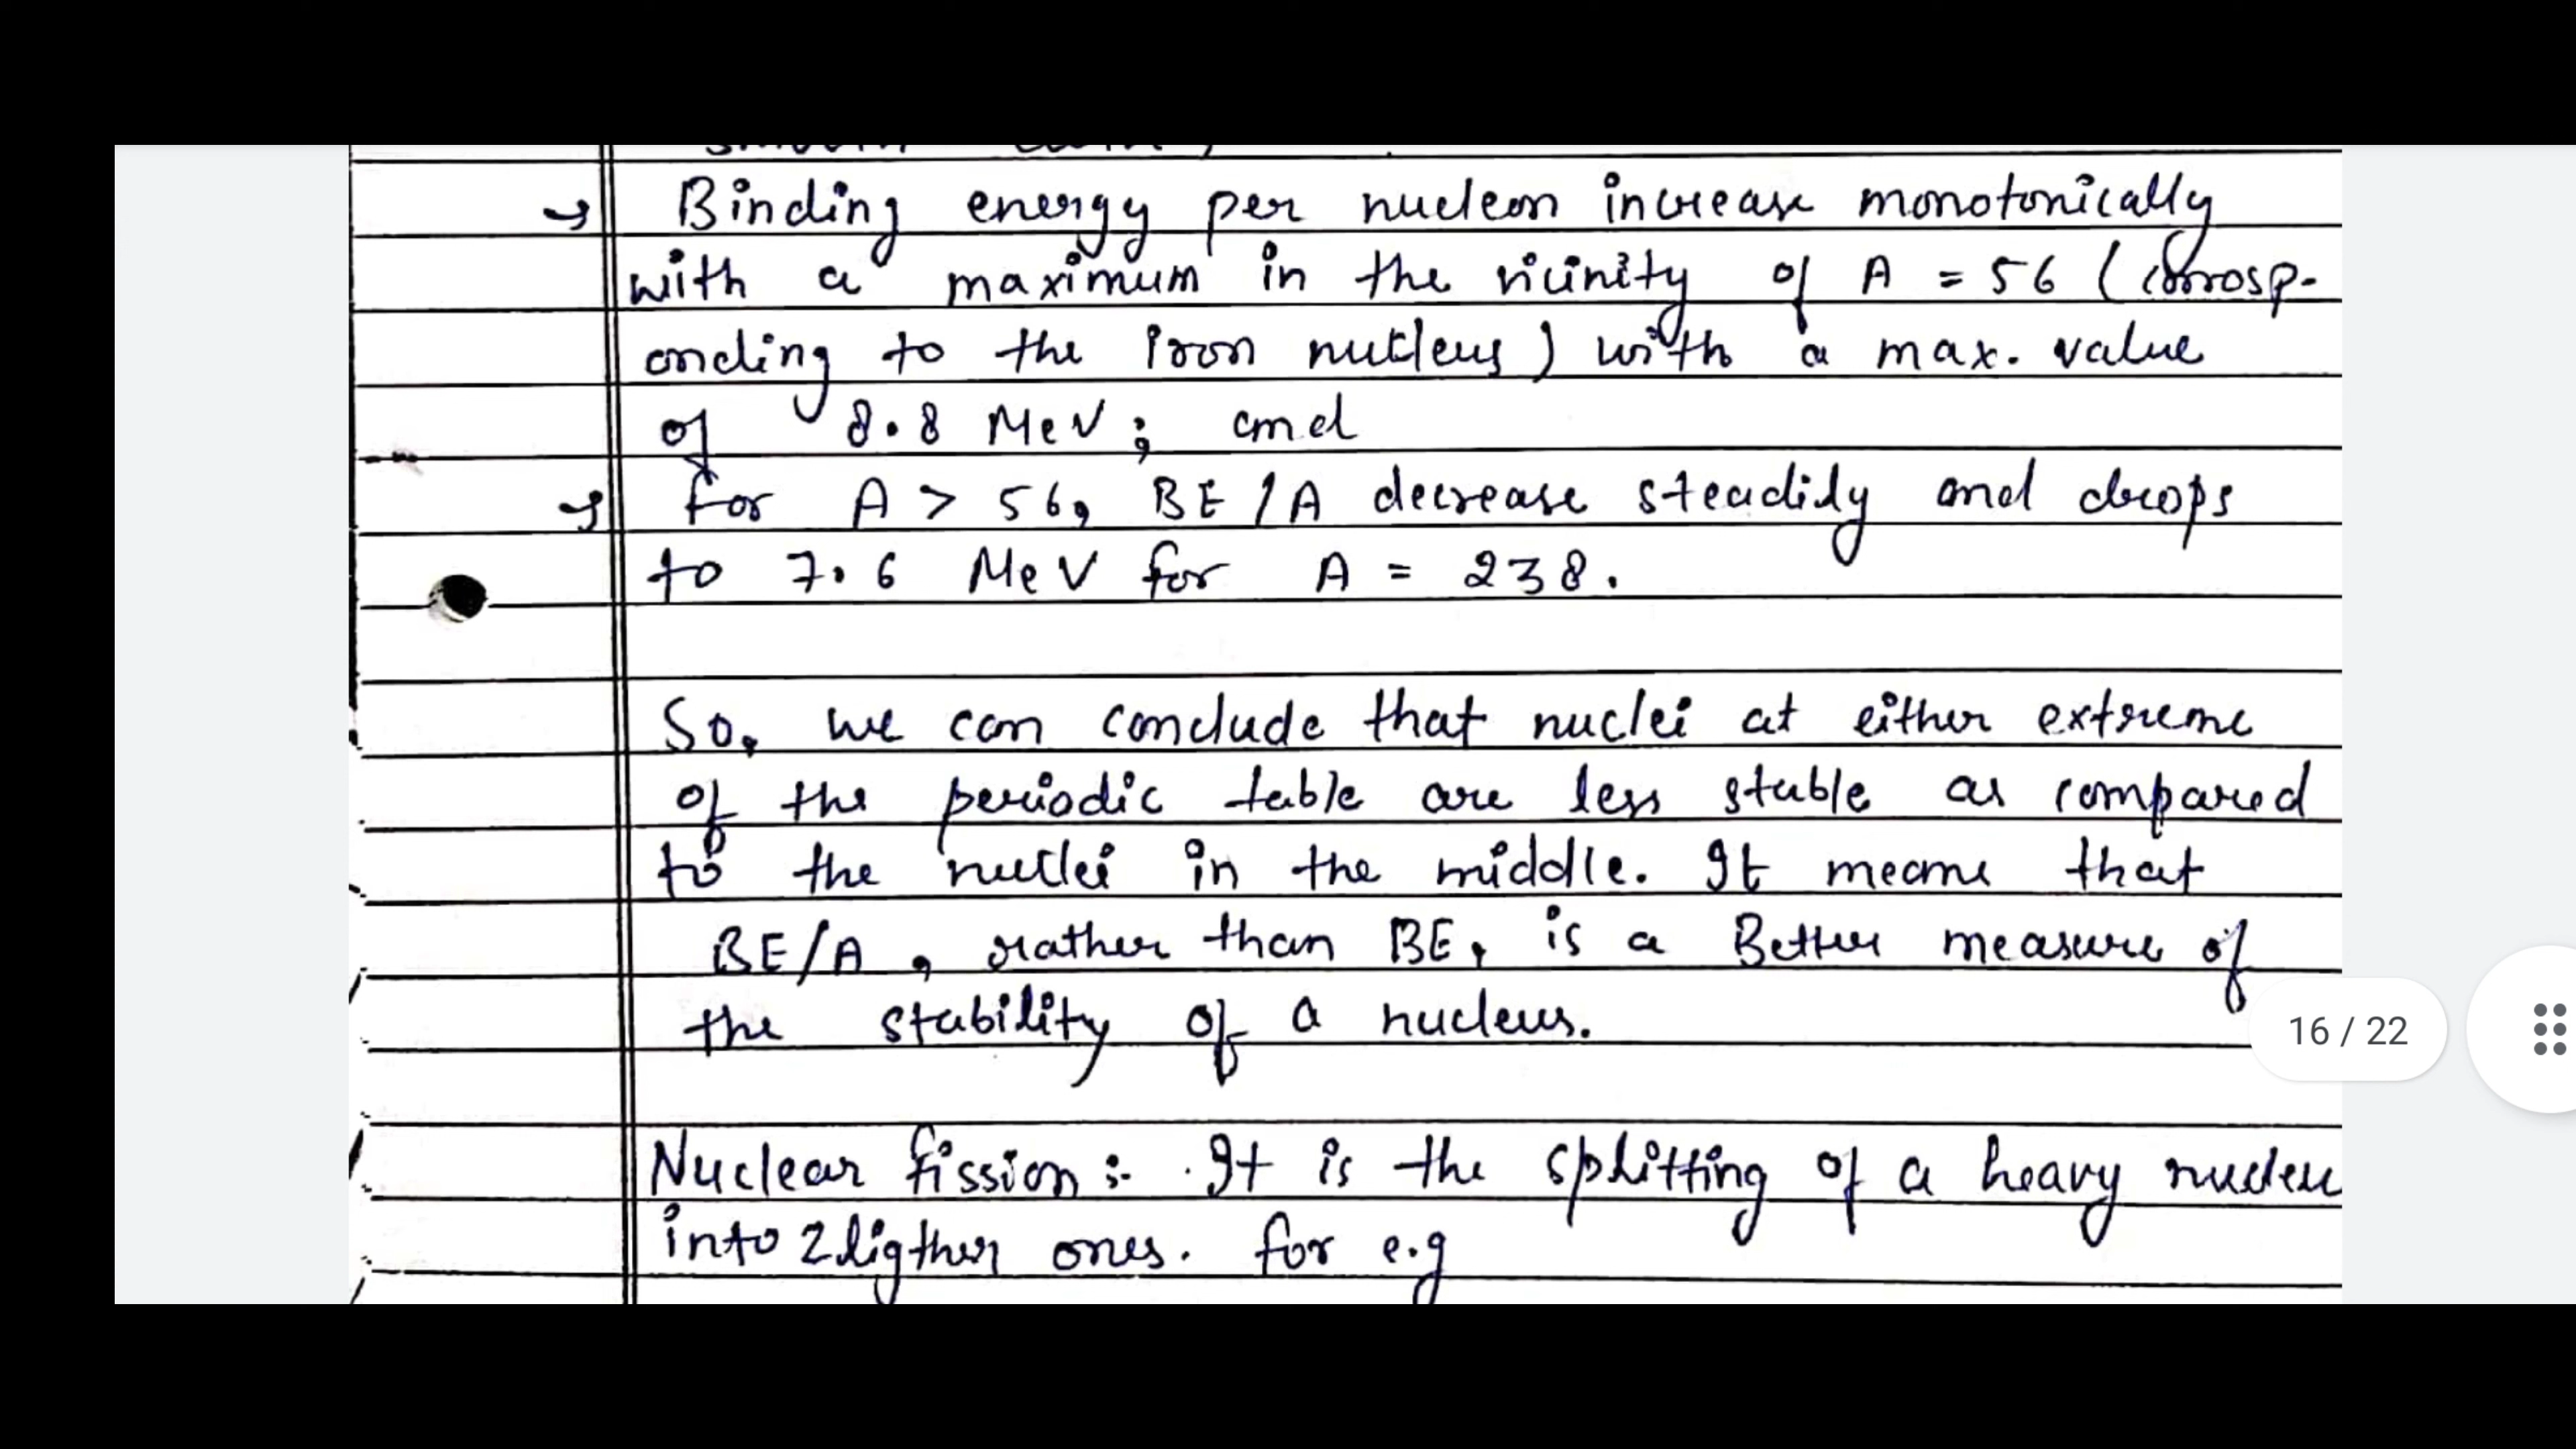 → Binding energy per nucleon increase monotonically
with a maximum in the vicinity of A = 56 (corrosp-
onding to the iron nucleus) with a max. value
of 8.8 MeV; and
→ for A > 56, BE/A decrease steadily and drops
to 7.6 MeV for A = 238.
So, we can conclude that nuclei at either extreme
of the periodic table are less stable as compared
to the nuclei in the middle. It means that
BE/A, rather than BE, is a Better measure of
the stability of a nucleus.
16 / 22
Nuclear fission :- It is the splitting of a heavy nucleu
into 2 ligther ones. for e.g